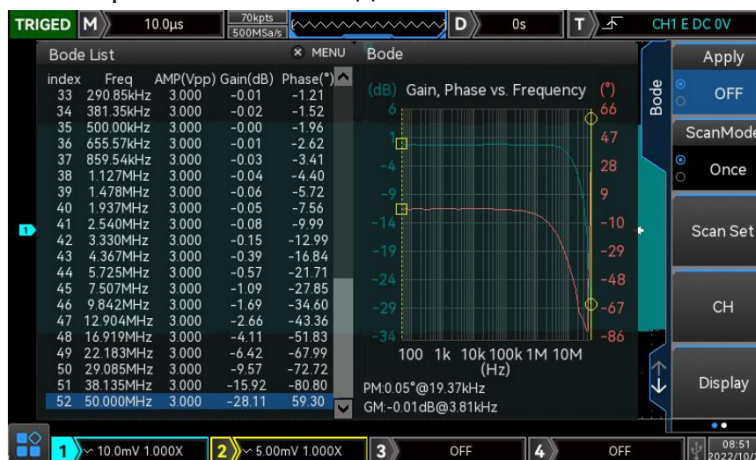 TRIGED M 10.0µs 70kpts 500MSa/s D 0s T CH1 E DC 0V
Bode List MENU Bode
index Freq AMP(Vpp) Gain(dB) Phase(°)
33 290.85kHz 3.000 -0.01 -1.21
34 381.35kHz 3.000 -0.02 -1.52
35 500.00kHz 3.000 -0.00 -1.96
36 655.57kHz 3.000 -0.01 -2.62
37 859.54kHz 3.000 -0.03 -3.41
38 1.127MHz 3.000 -0.04 -4.40
39 1.478MHz 3.000 -0.06 -5.72
40 1.937MHz 3.000 -0.05 -7.56
41 2.540MHz 3.000 -0.08 -9.99
42 3.330MHz 3.000 -0.15 -12.99
43 4.367MHz 3.000 -0.39 -16.84
44 5.725MHz 3.000 -0.57 -21.71
45 7.507MHz 3.000 -1.09 -27.85
46 9.842MHz 3.000 -1.69 -34.60
47 12.904MHz 3.000 -2.66 -43.36
48 16.919MHz 3.000 -4.11 -51.83
49 22.183MHz 3.000 -6.42 -67.99
50 29.085MHz 3.000 -9.57 -72.72
51 38.135MHz 3.000 -15.92 -80.80
52 50.000MHz 3.000 -28.11 59.30
(dB) Gain, Phase vs. Frequency (°)
6 66
1 47
-4 28
-9 9
-14 -10
-19 -29
-24 -48
-29 -67
-34 -86
100 1k 10k 100k 1M 10M
(Hz)
PM:0.05°@19.37kHz
GM:-0.01dB@3.81kHz
Bode
Apply
OFF
ScanMode
Once
Scan Set
CH
Display
1
1 10.0mV 1.000X 2 5.00mV 1.000X 3 OFF 4 OFF 08:51